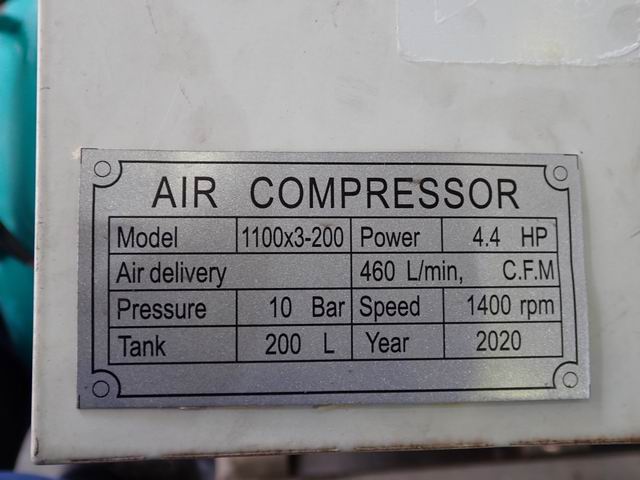 AIR COMPRESSOR
Model 1100x3-200 Power 4.4 HP
Air delivery 460 L/min, C.F.M
Pressure 10 Bar Speed 1400 rpm
Tank 200 L Year 2020